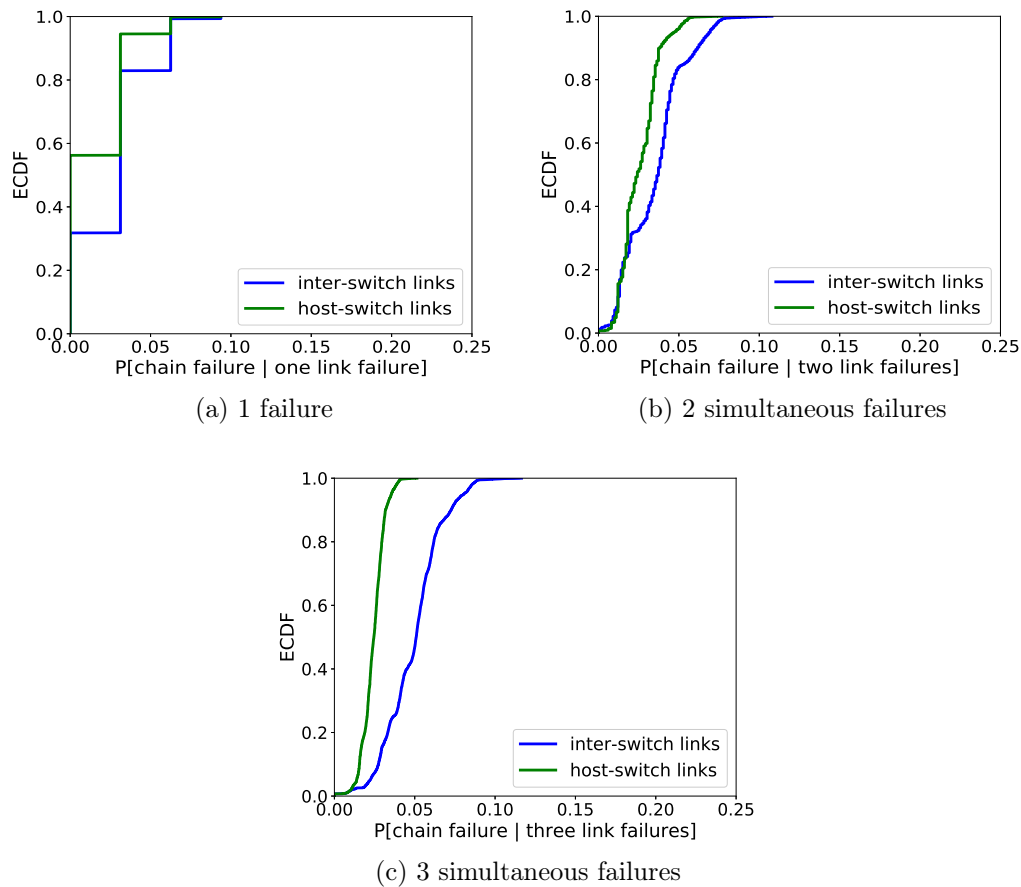 1.0
0.8
0.6
0.4
0.2
0.0
ECDF
0.00 0.05 0.10 0.15 0.20 0.25
P[chain failure | one link failure]
inter-switch links
host-switch links
(a) 1 failure
1.0
0.8
0.6
0.4
0.2
0.0
ECDF
0.00 0.05 0.10 0.15 0.20 0.25
P[chain failure | two link failures]
inter-switch links
host-switch links
(b) 2 simultaneous failures
1.0
0.8
0.6
0.4
0.2
0.0
ECDF
0.00 0.05 0.10 0.15 0.20 0.25
P[chain failure | three link failures]
inter-switch links
host-switch links
(c) 3 simultaneous failures